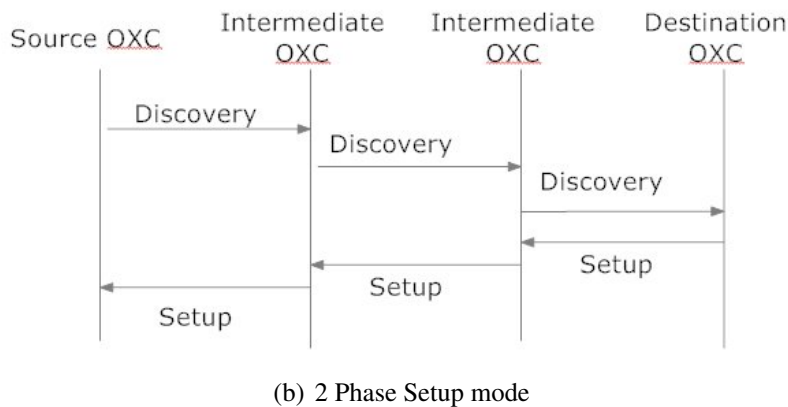 Source OXC
Intermediate
OXC
Intermediate
OXC
Destination
OXC
Discovery
Discovery
Discovery
Setup
Setup
Setup
(b) 2 Phase Setup mode